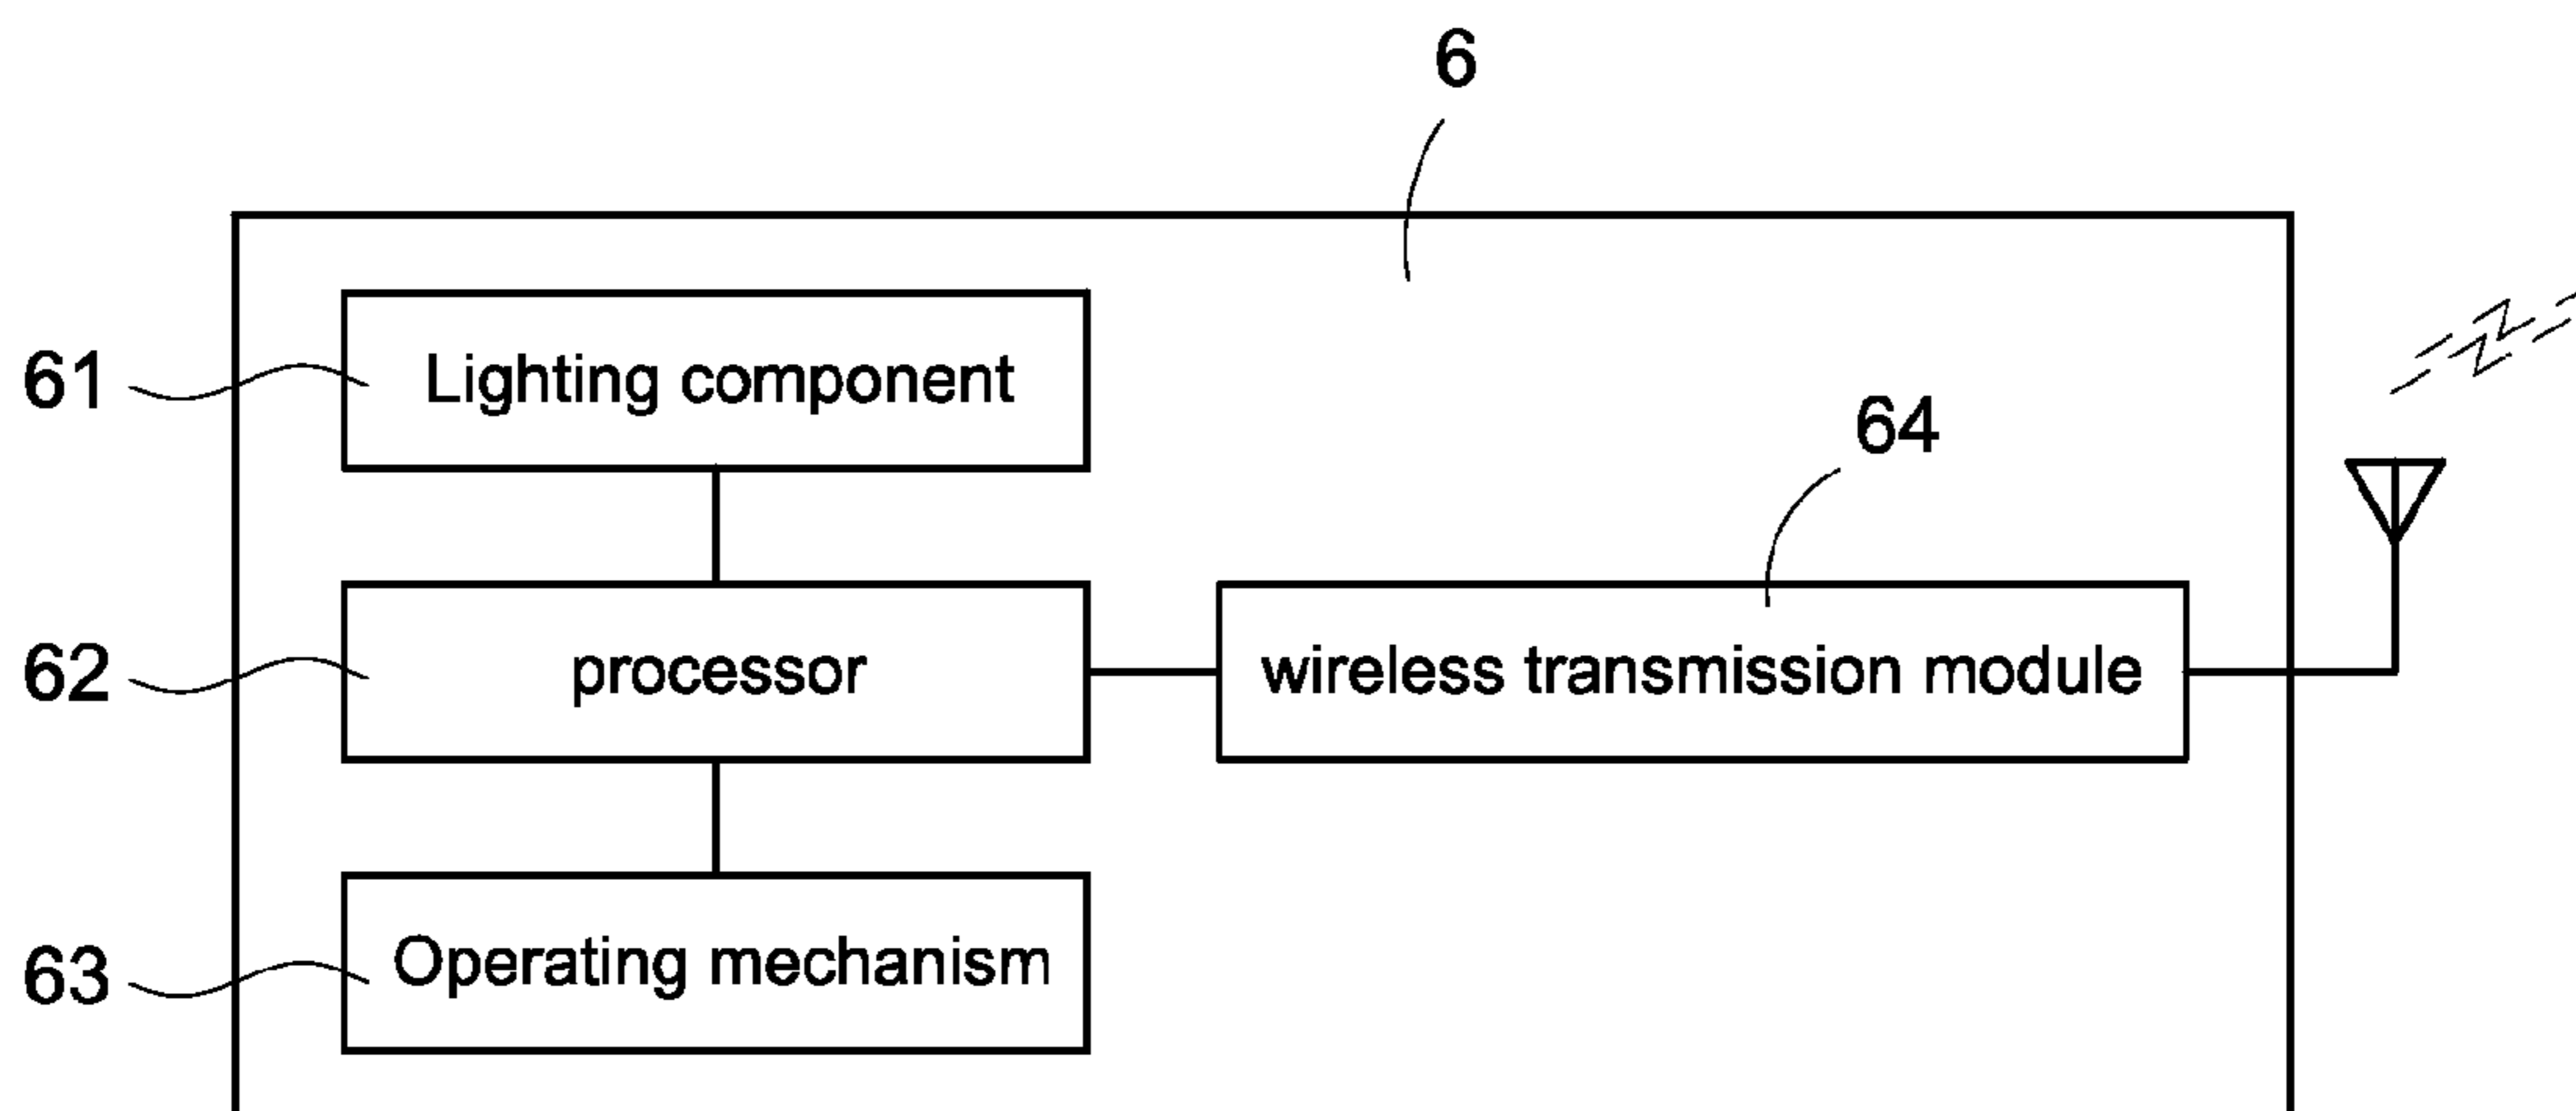 6
61
Lighting component
64
62
processor
wireless transmission module
63
Operating mechanism